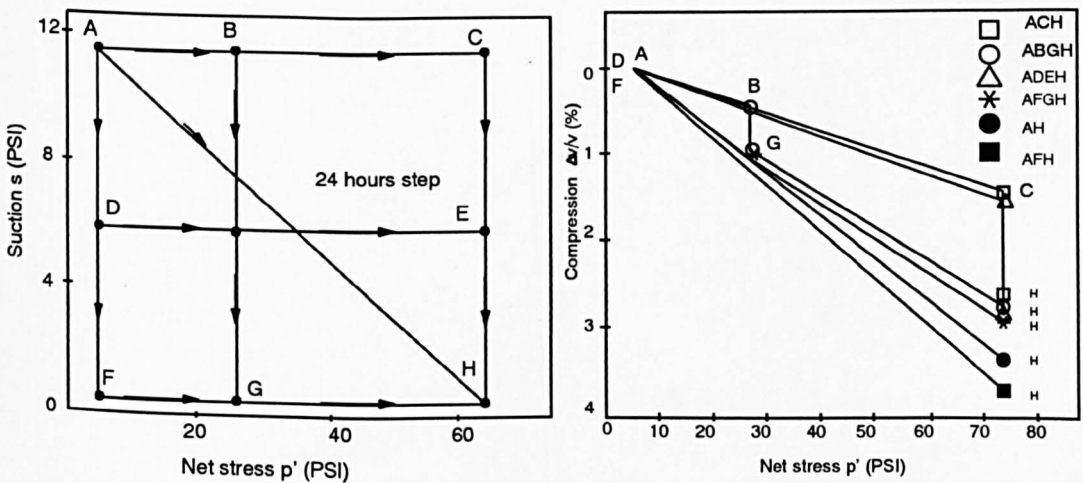 12
8
4
0
Suction s (PSI)
A
B
C
24 hours step
D
E
F
G
H
20
40
60
Net stress p' (PSI)
0
1
2
3
4
Compression Δv/v (%)
D A
F
B
G
C
H
H
H
H
H
0
10
20
30
40
50
60
70
80
Net stress p' (PSI)
ACH
ABGH
ADEH
AFGH
AH
AFH